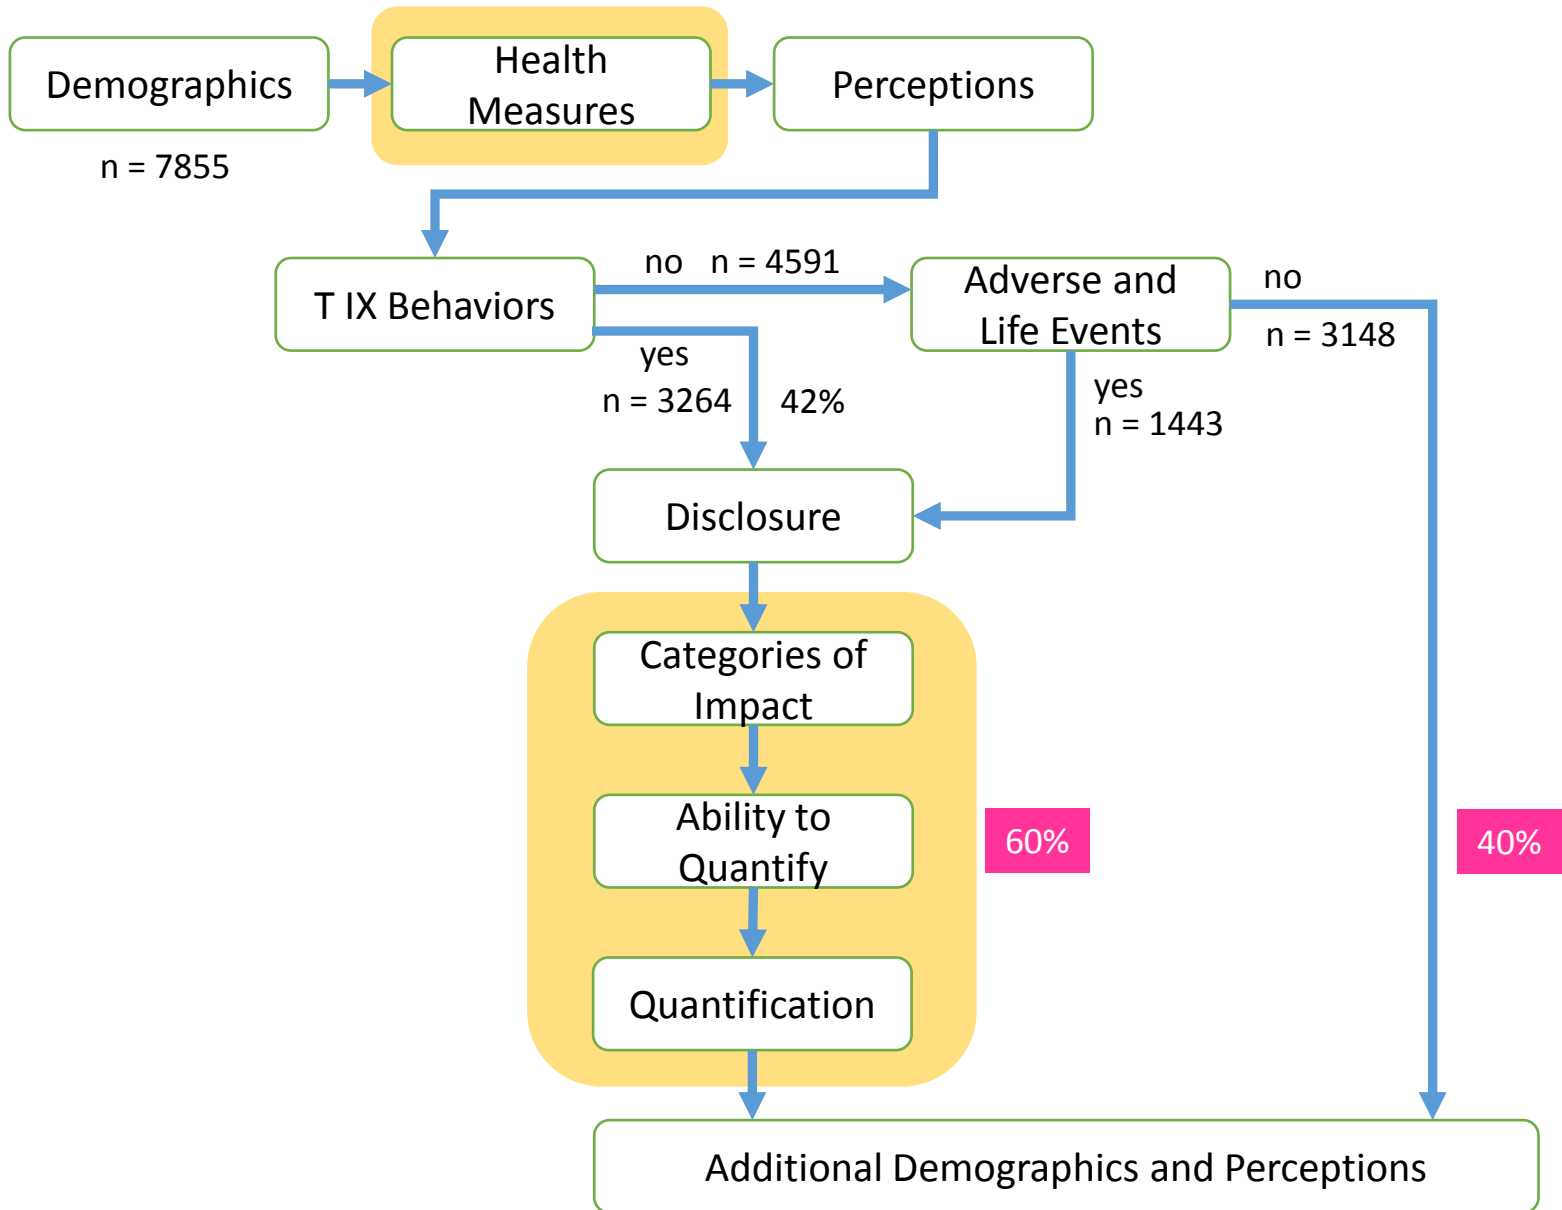 Demographics
Health
Measures
Perceptions
n = 7855
T IX Behaviors
no n = 4591
Adverse and
Life Events
no
n = 3148
yes
n = 3264
42%
yes
n = 1443
Disclosure
Categories of
Impact
Ability to
Quantify
60%
40%
Quantification
Additional Demographics and Perceptions